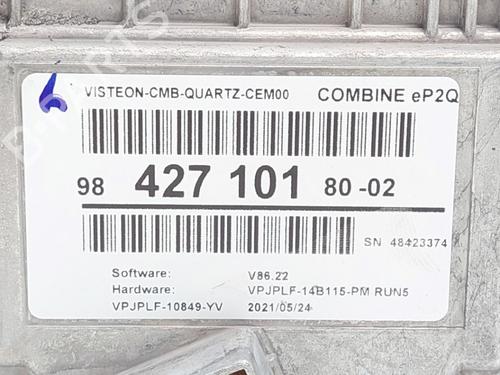 6
VISTEON-CMB-QUARTZ-CEM00 COMBINE eP2Q
98 427 101 80-02
SN 48423374
Software: V86.22
Hardware: VPJPLF-14B115-PM RUN5
VPJPLF-10849-YV 2021/05/24
B-PARTS